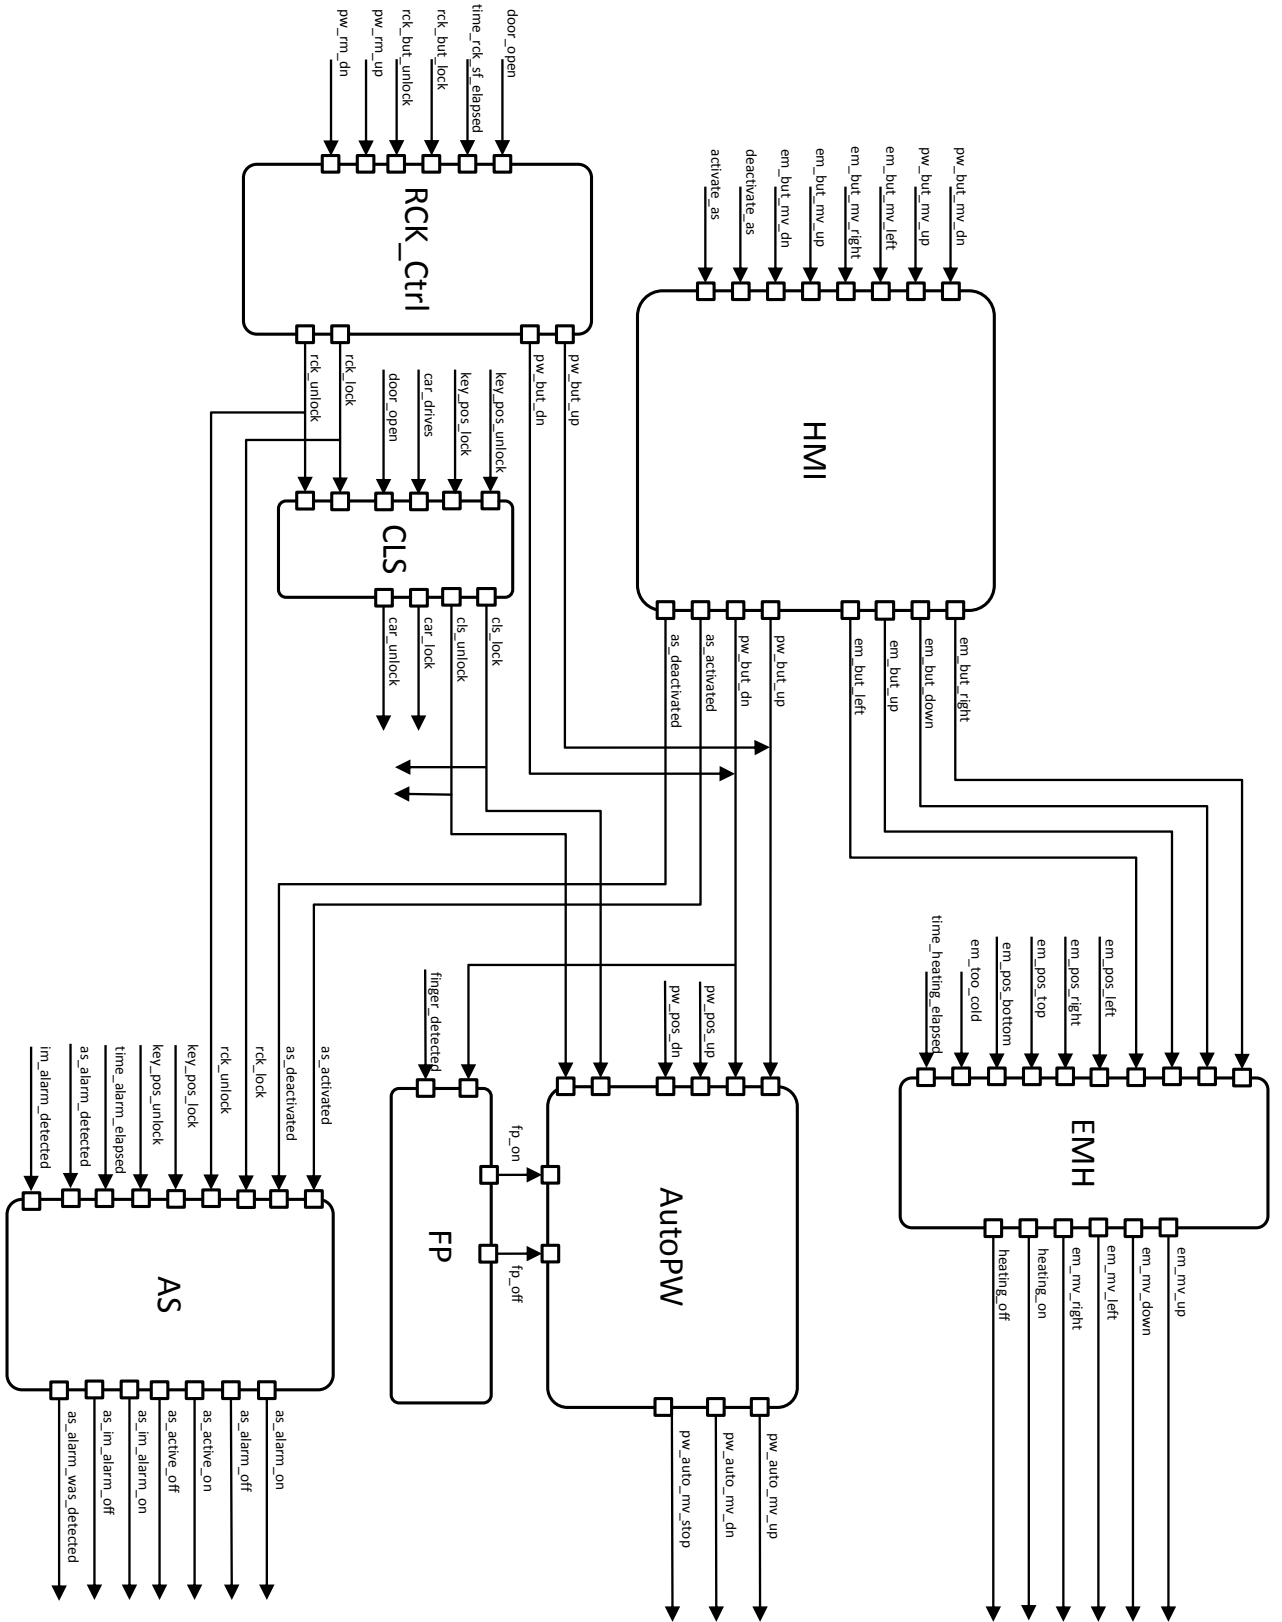 door_open
time_rck_sf_elapsed
rck_but_lock
rck_but_unlock
pw_rm_up
pw_rm_dn
RCK_Ctrl
pw_but_up
pw_but_dn
rck_lock
rck_unlock
pw_but_mv_dn
pw_but_mv_up
em_but_mv_left
em_but_mv_right
em_but_mv_up
em_but_mv_dn
deactivate_as
activate_as
HMI
em_but_right
em_but_down
em_but_up
em_but_left
pw_but_up
pw_but_dn
as_activated
as_deactivated
key_pos_unlock
key_pos_lock
car_drives
door_open
CLS
cls_lock
cls_unlock
car_lock
car_unlock
em_pos_left
em_pos_right
em_pos_top
em_pos_bottom
em_too_cold
time_heating_elapsed
EMH
em_mv_up
em_mv_down
em_mv_left
em_mv_right
heating_on
heating_off
pw_pos_up
pw_pos_dn
AutoPW
pw_auto_mv_up
pw_auto_mv_dn
pw_auto_mv_stop
finger_detected
FP
fp_on
fp_off
as_activated
as_deactivated
rck_lock
rck_unlock
key_pos_lock
key_pos_unlock
time_alarm_elapsed
as_alarm_detected
im_alarm_detected
AS
as_alarm_on
as_alarm_off
as_active_on
as_active_off
as_im_alarm_on
as_im_alarm_off
as_alarm_was_detected